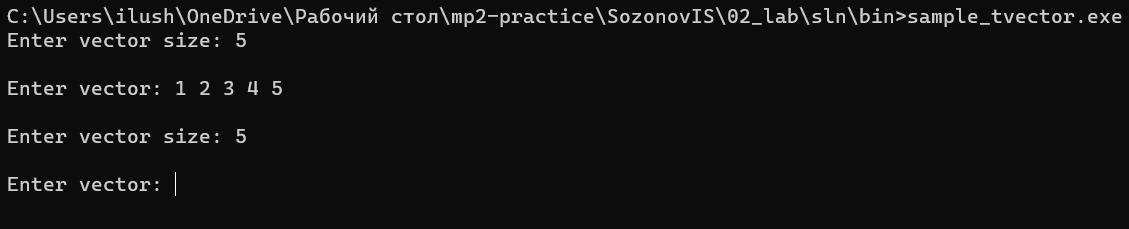 C:\Users\ilush\OneDrive\Рабочий стол\mp2-practice\SozonovIS\02_lab\sln\bin>sample_tvector.exe
Enter vector size: 5
Enter vector: 1 2 3 4 5
Enter vector size: 5
Enter vector: